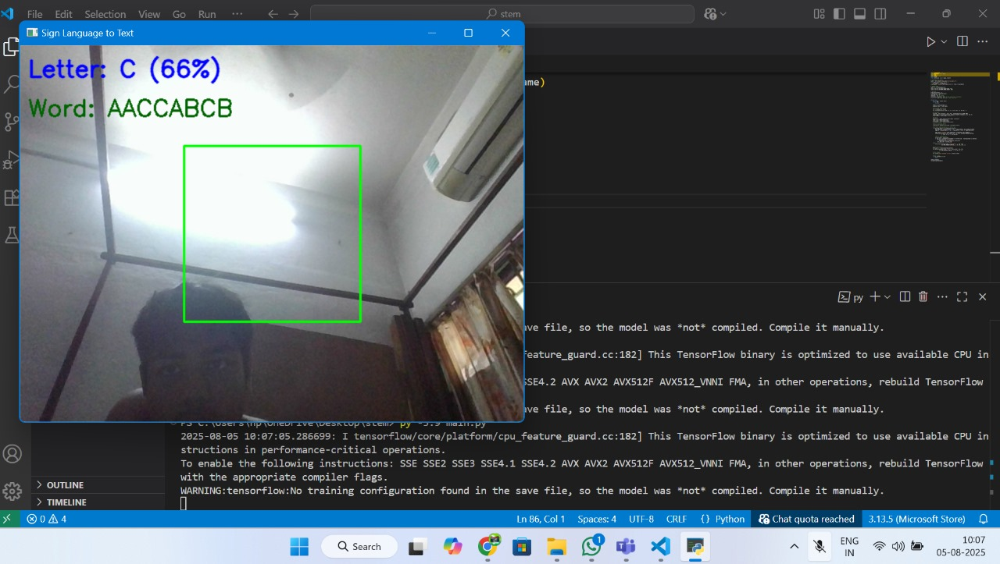 File Edit Selection View Go Run ···
stem
Sign Language to Text
Letter: C (66%)
Word: AACCABCB
ame)
py
ave file, so the model was *not* compiled. Compile it manually.
feature_guard.cc:182] This TensorFlow binary is optimized to use available CPU in
SSE4.2 AVX AVX2 AVX512F AVX512_VNNI FMA, in other operations, rebuild TensorFlow
ave file, so the model was *not* compiled. Compile it manually.
PS C:\Users\hp\OneDrive\Desktop\stem> py -3.9 main.py
2025-08-05 10:07:05.286699: I tensorflow/core/platform/cpu_feature_guard.cc:182] This TensorFlow binary is optimized to use available CPU in
structions in performance-critical operations.
To enable the following instructions: SSE SSE2 SSE3 SSE4.1 SSE4.2 AVX AVX2 AVX512F AVX512_VNNI FMA, in other operations, rebuild TensorFlow
with the appropriate compiler flags.
WARNING:tensorflow:No training configuration found in the save file, so the model was *not* compiled. Compile it manually.
OUTLINE
TIMELINE
0 4 Ln 86, Col 1 Spaces: 4 UTF-8 CRLF {} Python Chat quota reached 3.13.5 (Microsoft Store)
Search 1 ENG IN 10:07 05-08-2025